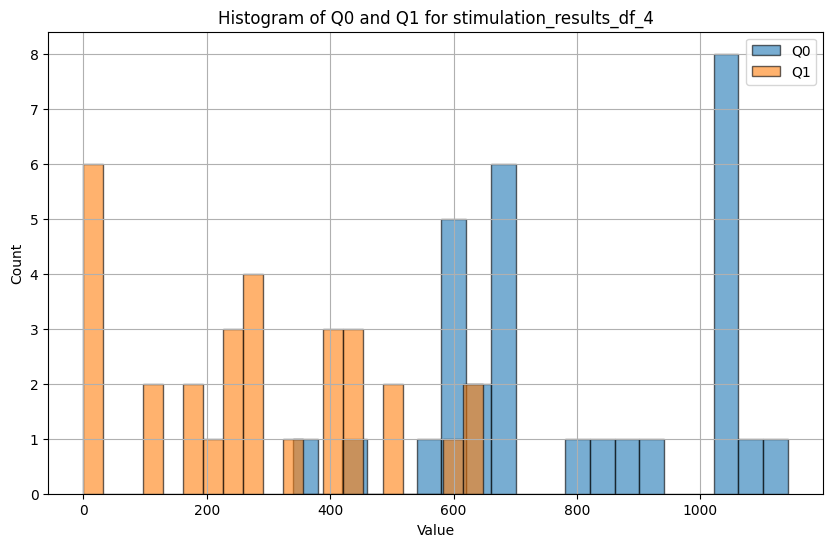 Histogram of Q0 and Q1 for stimulation_results_df_4
Q0
Q1
8
7
6
5
4
3
2
1
0
Count
0 200 400 600 800 1000
Value